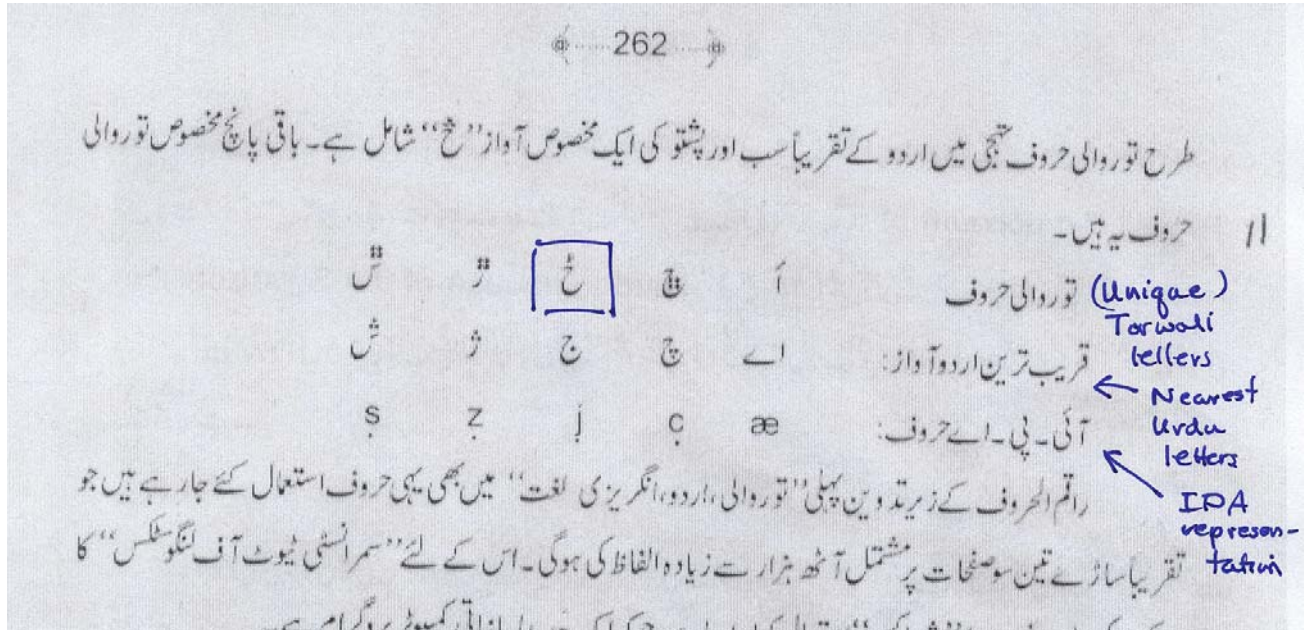 262
طرح توروالی حروف تہجی میں اردو کے تقریباً سب اور پشتو کی ایک مخصوص آواز ’’خ‘‘ شامل ہے۔ باقی پانچ مخصوص توروالی
حروف یہ ہیں۔
توروالی حروف أ ڇ ݮ
(Unique) Torwali letters
قریب ترین اردو آواز: اے چ ج ژ ش
Nearest Urdu letters
آئی۔پی۔اے حروف: æ c̣ j̣ ẓ ṣ
IPA represen-tation
راقم الحروف کے زیر تدوین پہلی ’’توروالی، اردو، انگریزی لغت‘‘ میں بھی یہی حروف استعمال کئے جا رہے ہیں جو
تقریباً ساڑے تین سو صفحات پر مشتمل آٹھ ہزار سے زیادہ الفاظ کی ہوگی۔ اس کے لئے ’’سمر انسٹی ٹیوٹ آف لنگوسٹکس‘‘ کا